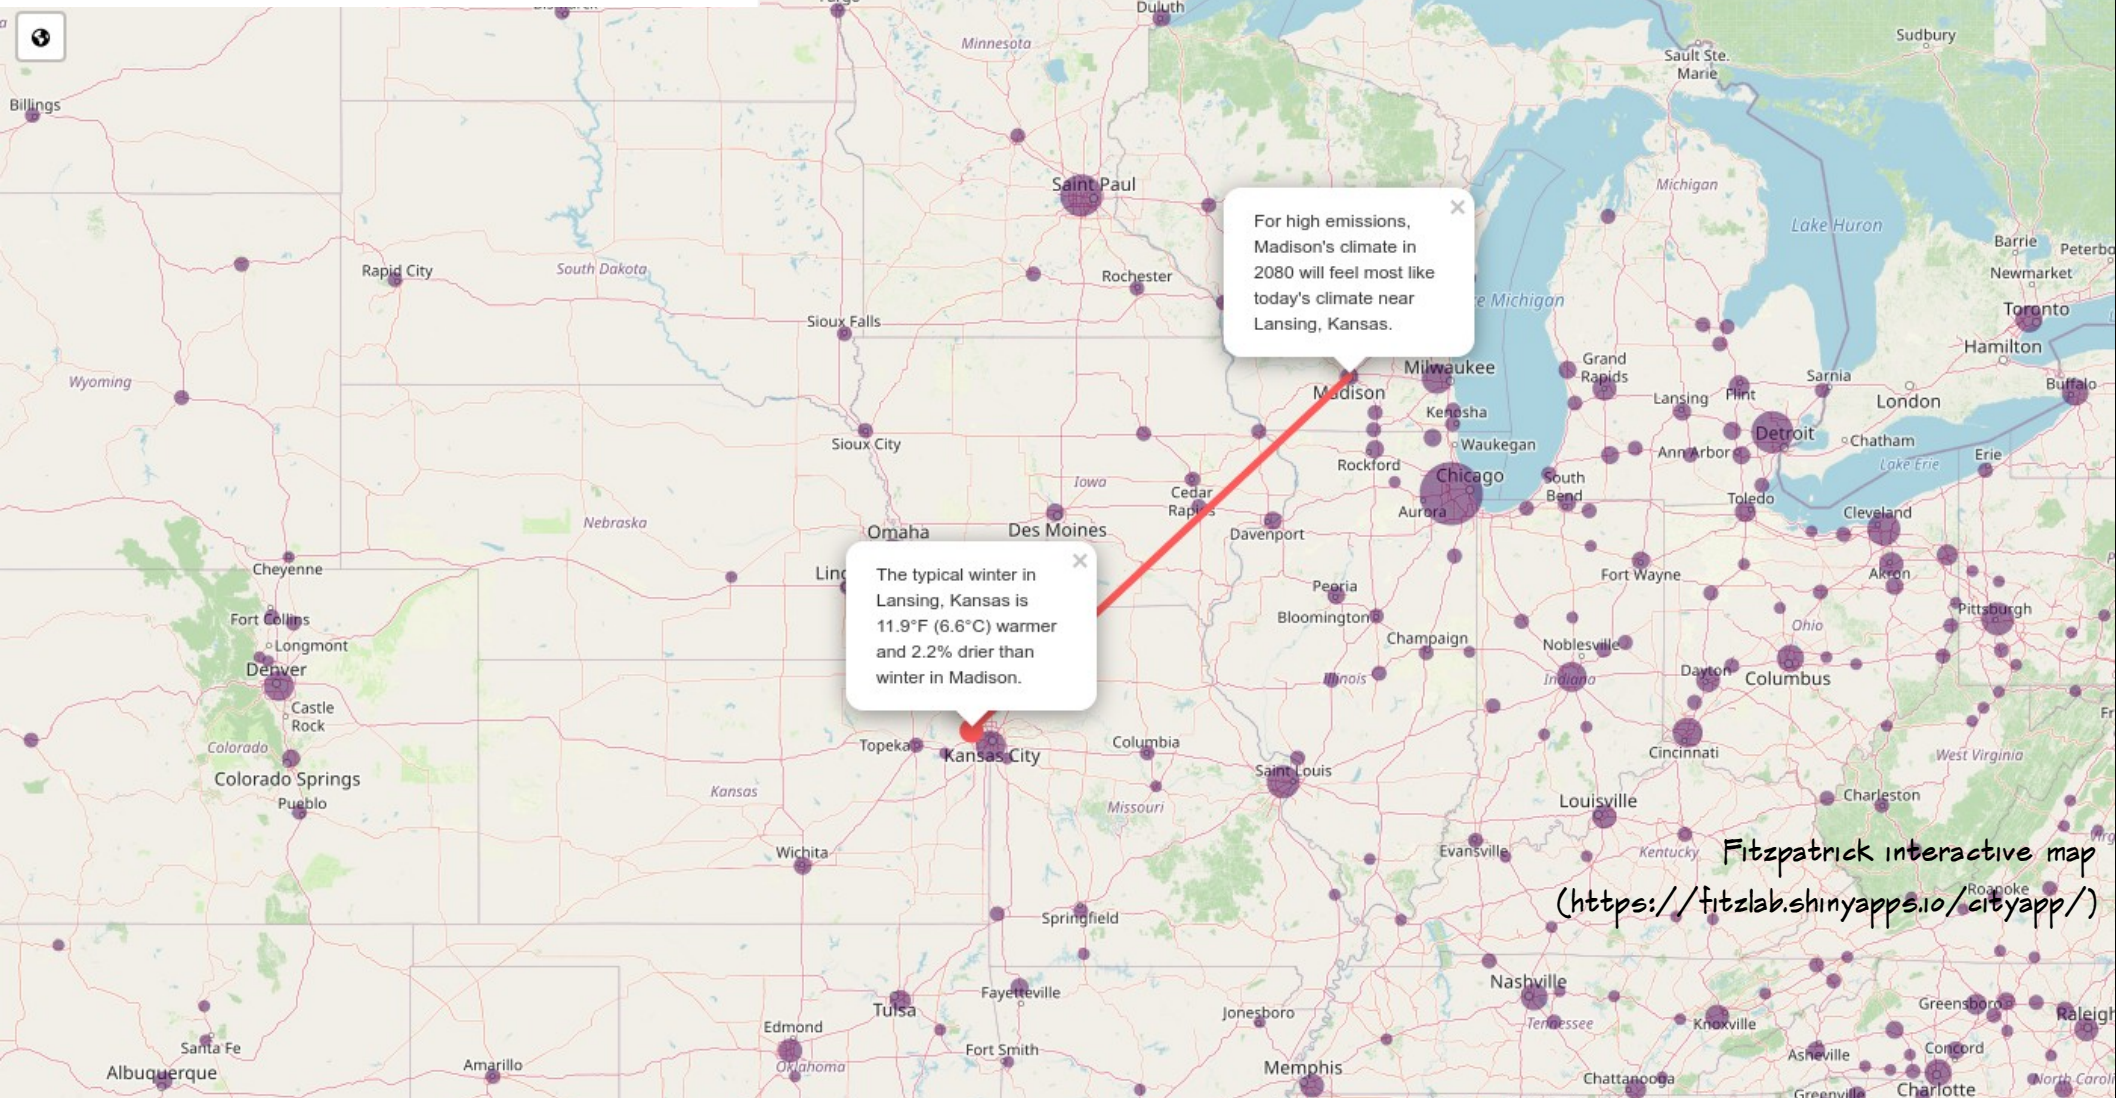 Duluth
Sudbury
Minnesota
Sault Ste.
Marie
Billings
Saint Paul
Michigan
Lake Huron
Barrie
Newmarket
For high emissions,
Madison's climate in
2080 will feel most like
today's climate near
Lansing, Kansas.
×
Rapid City
South Dakota
Rochester
Michigan
Toronto
Sioux Falls
Hamilton
Wyoming
Milwaukee
Grand
Rapids
Sarnia
Buffalo
Madison
Lansing
Flint
London
Kenosha
Sioux City
Waukegan
Detroit
Chatham
Rockford
Ann Arbor
Lake Erie
Erie
Iowa
Chicago
South
Bend
Cedar
Rapids
Toledo
Nebraska
Aurora
Cleveland
Omaha
Des Moines
Davenport
Cheyenne
Fort Wayne
Akron
The typical winter in
Lansing, Kansas is
11.9°F (6.6°C) warmer
and 2.2% drier than
winter in Madison.
×
Peoria
Bloomington
Pittsburgh
Fort Collins
Ohio
Longmont
Champaign
Noblesville
Denver
Illinois
Indiana
Dayton
Columbus
Castle
Rock
Colorado
Topeka
Kansas City
Columbia
Cincinnati
West Virginia
Colorado Springs
Saint Louis
Kansas
Pueblo
Missouri
Louisville
Charleston
Wichita
Evansville
Kentucky
Fitzpatrick interactive map
Roanoke
(https://fitzlab.shinyapps.io/cityapp/)
Springfield
Nashville
Fayetteville
Tulsa
Jonesboro
Greensboro
Raleigh
Edmond
Tennessee
Knoxville
Santa Fe
Fort Smith
Asheville
Concord
Albuquerque
Amarillo
Oklahoma
Memphis
Chattanooga
Charlotte
Greenville